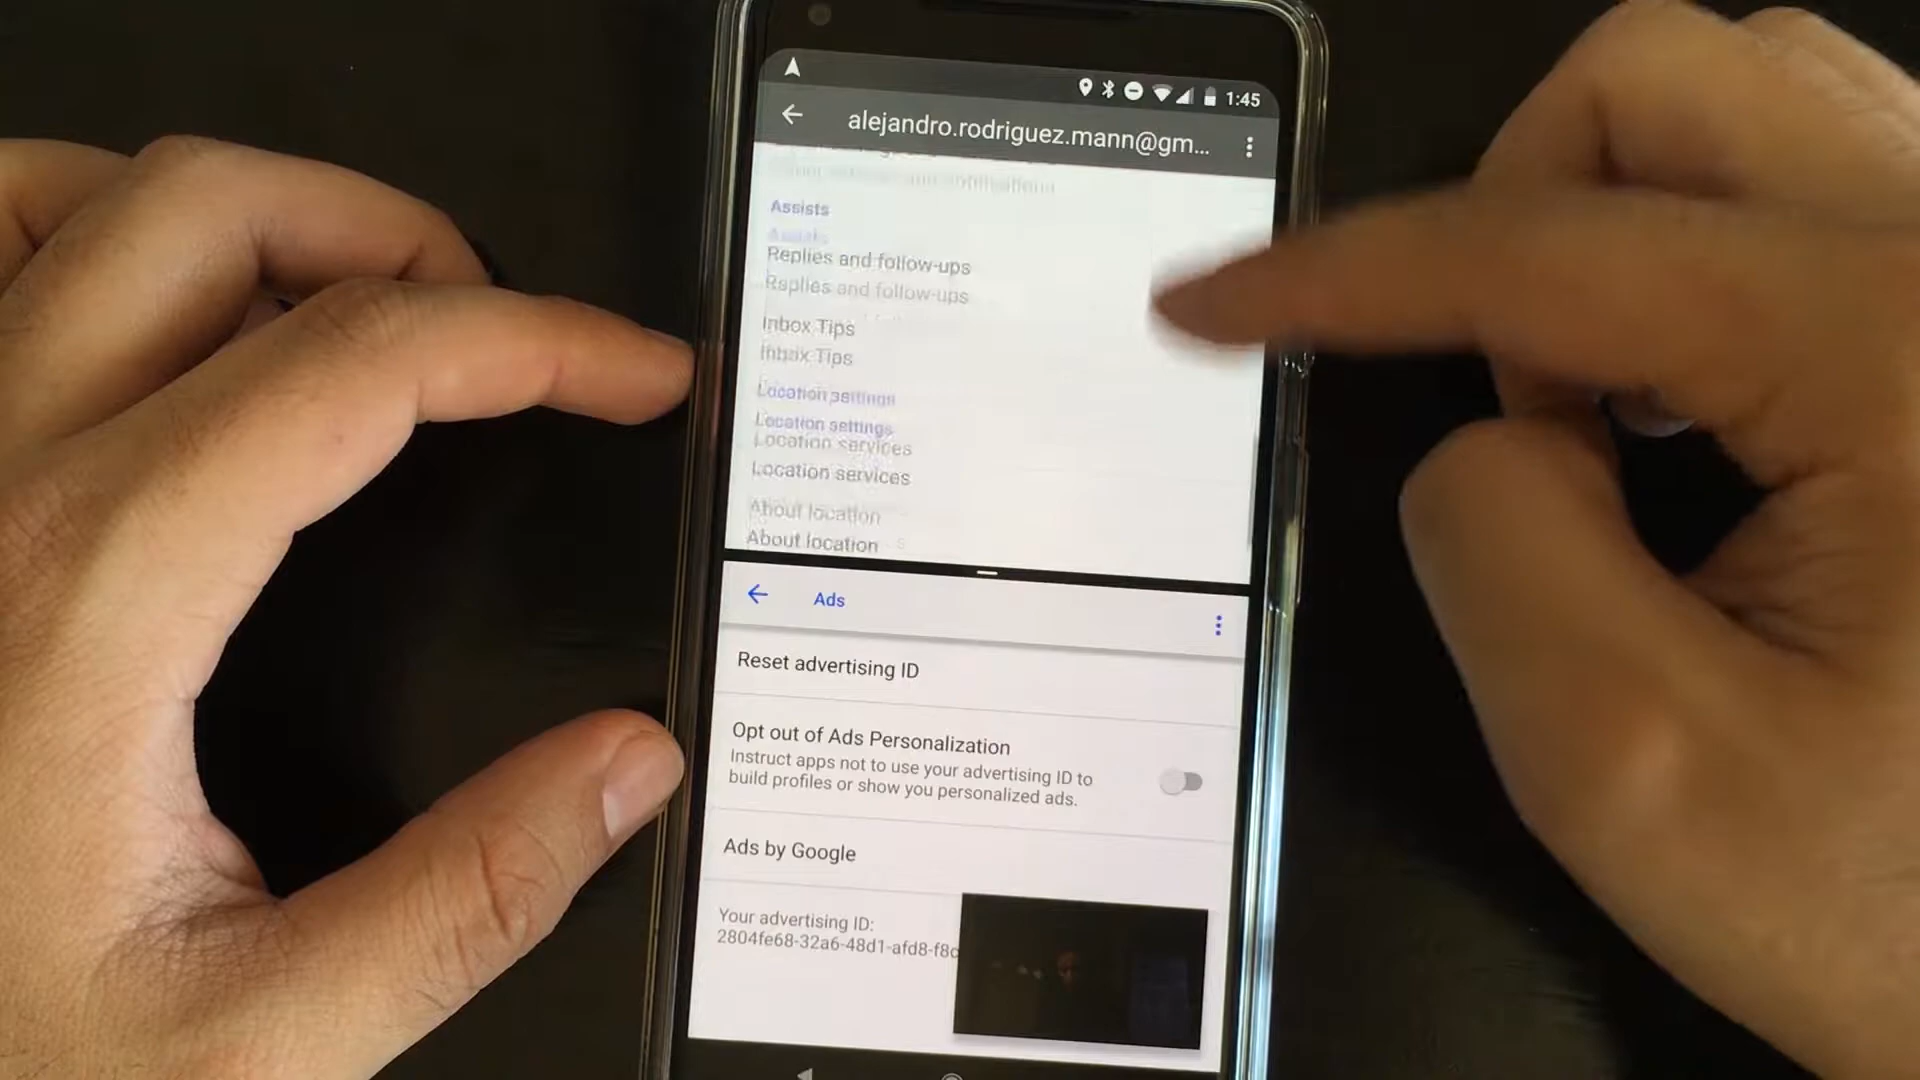 1:45
alejandro.rodriguez.mann@gm...
Assists
Assists
Replies and follow-ups
Replies and follow-ups
Inbox Tips
Inbox Tips
Location settings
Location settings
Location services
Location services
About location
About location
Ads
Reset advertising ID
Opt out of Ads Personalization
Instruct apps not to use your advertising ID to
build profiles or show you personalized ads.
Ads by Google
Your advertising ID:
2804fe68-32a6-48d1-afd8-f8c